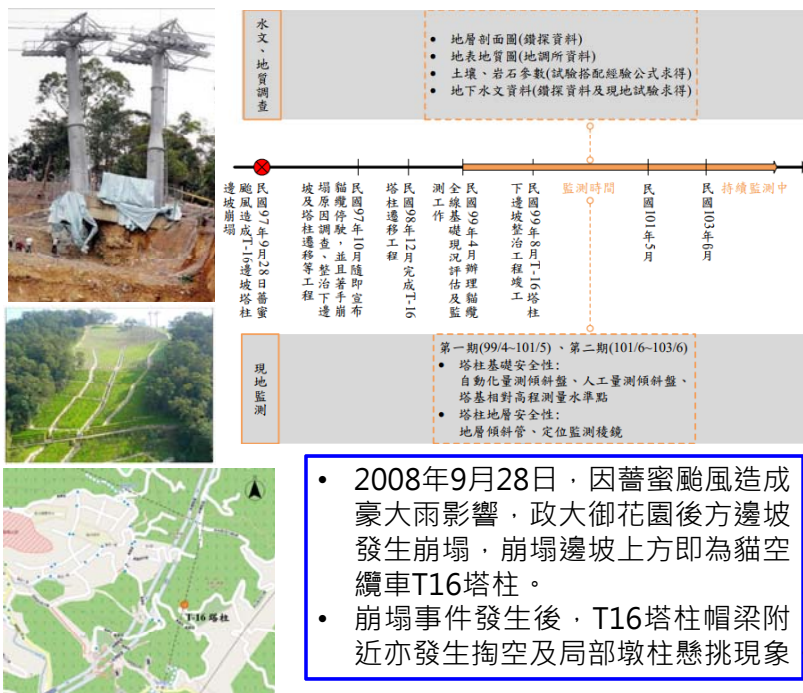 水文、地質調查
• 地層剖面圖(鑽探資料)
• 地表地質圖(地調所資料)
• 土壤、岩石參數(試驗搭配經驗公式求得)
• 地下水文資料(鑽探資料及現地試驗求得)
民國97年9月28日薔蜜
颱風造成T-16邊坡塔柱
邊坡崩塌
民國97年10月隨即宣布
貓纜停駛，並且著手崩
塌原因調查、整治下邊
坡及塔柱遷移等工程
民國98年12月完成T-16
塔柱遷移工程
民國99年4月辦理貓纜
全線基礎現況評估及監
測工作
民國99年8月T-16塔柱
下邊坡整治工程竣工
監測時間
民國101年5月
民國103年6月
持續監測中
現地監測
第一期(99/4~101/5) 、第二期(101/6~103/6)
• 塔柱基礎安全性:
自動化量測傾斜盤、人工量測傾斜盤、
塔基相對高程測量水準點
• 塔柱地層安全性:
地層傾斜管、定位監測稜鏡
T-16 塔柱
• 2008年9月28日，因薔蜜颱風造成
豪大雨影響，政大御花園後方邊坡
發生崩塌，崩塌邊坡上方即為貓空
纜車T16塔柱。
• 崩塌事件發生後，T16塔柱帽梁附
近亦發生掏空及局部墩柱懸挑現象